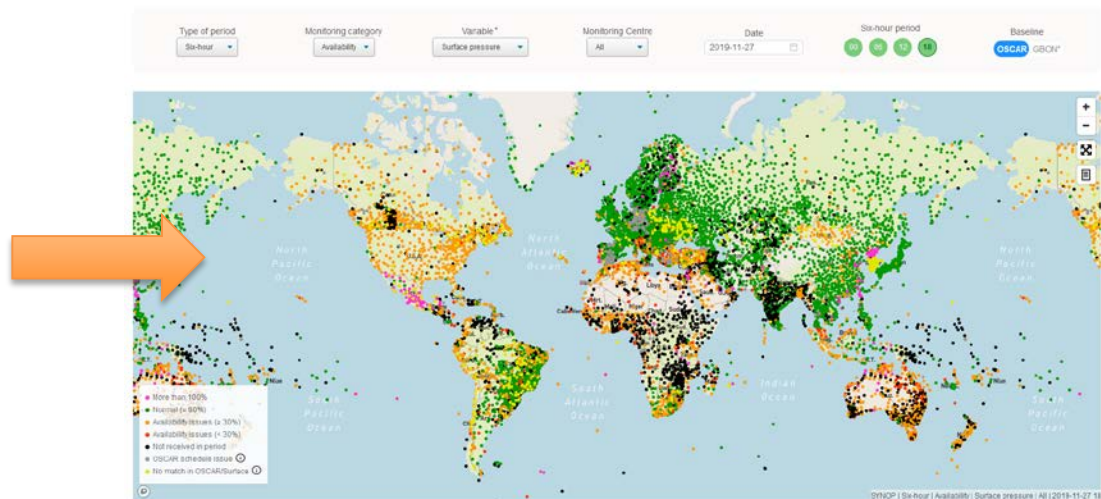 Type of period
Six-hour
Monitoring category
Availability
Variable*
Surface pressure
Monitoring Centre
All
Date
2019-11-27
Six-hour period
00 06 12 18
Baseline
OSCAR GBON*
+
−
North
Pacific
Ocean
North
Atlantic
Ocean
North
Pacific
Ocean
South
Pacific
Ocean
South
Atlantic
Ocean
Indian
Ocean
South
Pacific
Ocean
More than 100%
Normal (≥ 80%)
Availability issues (≥ 30%)
Availability issues (< 30%)
Not received in period
OSCAR schedule issue
No match in OSCAR/Surface
SYNOP | Six-hour | Availability | Surface pressure | All | 2019-11-27 18